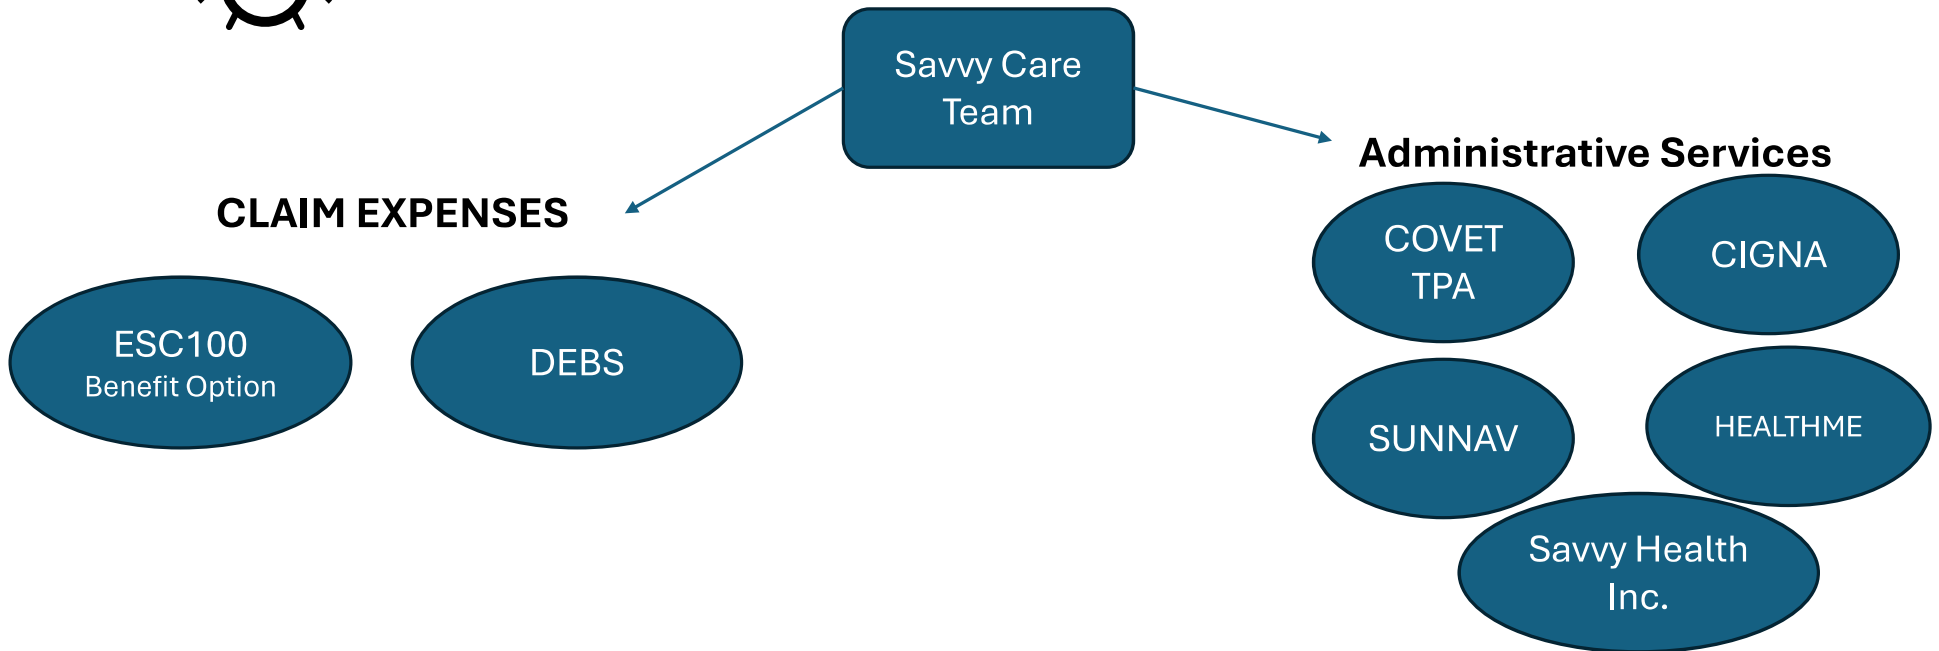 Savvy Care
Team
Administrative Services
CLAIM EXPENSES
COVET
TPA
CIGNA
ESC100
Benefit Option
DEBS
SUNNAV
HEALTHME
Savvy Health
Inc.